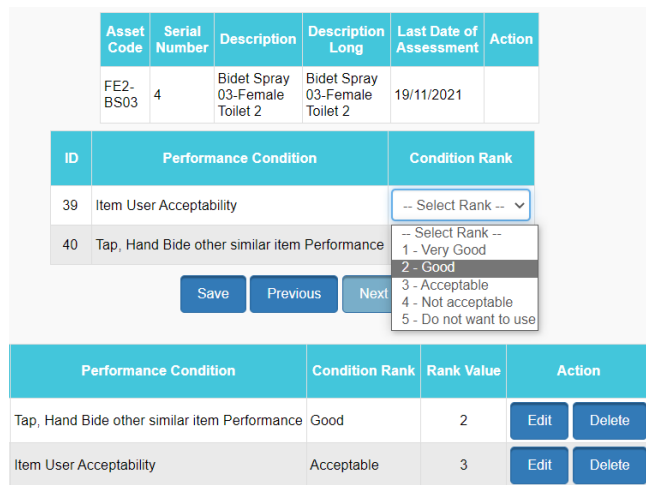 Asset Code Serial Number Description Description Long Last Date of Assessment Action
FE2-BS03 4 Bidet Spray 03-Female Toilet 2 Bidet Spray 03-Female Toilet 2 19/11/2021
ID Performance Condition Condition Rank
39 Item User Acceptability -- Select Rank --
-- Select Rank --
1 - Very Good
2 - Good
3 - Acceptable
4 - Not acceptable
5 - Do not want to use
40 Tap, Hand Bide other similar item Performance
Save Previous Next
Performance Condition Condition Rank Rank Value Action
Tap, Hand Bide other similar item Performance Good 2 Edit Delete
Item User Acceptability Acceptable 3 Edit Delete